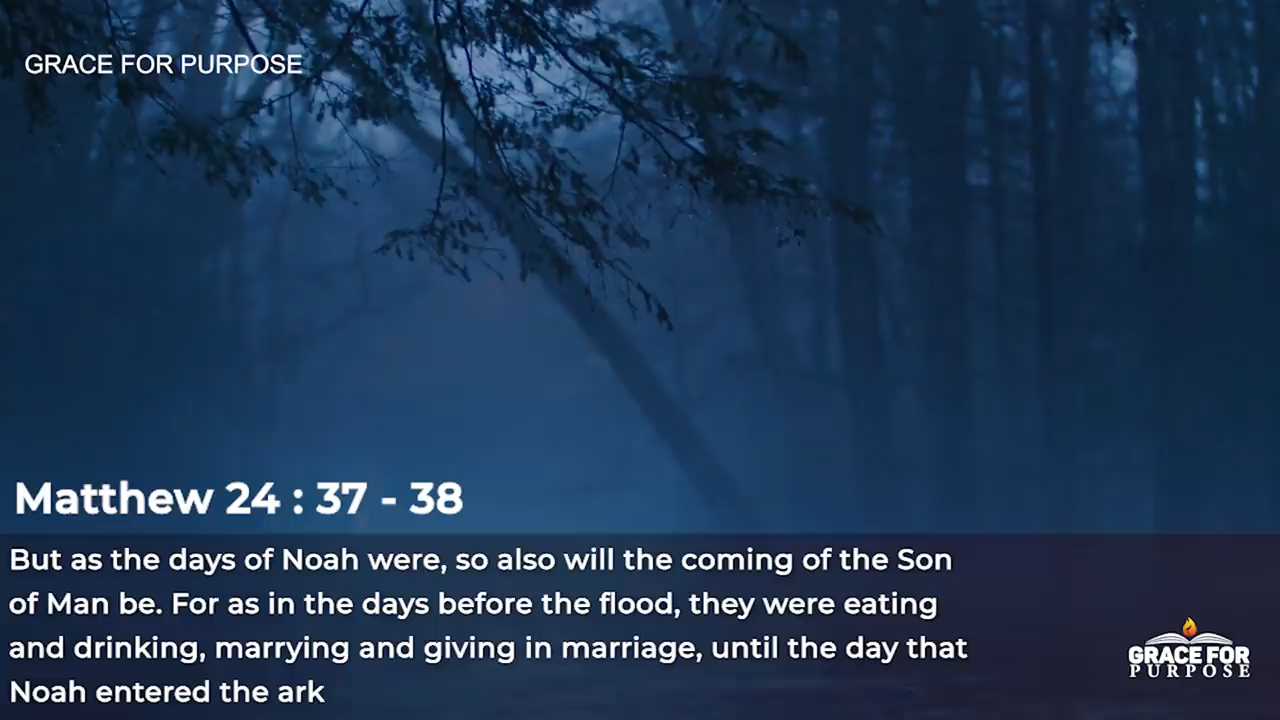 GRACE FOR PURPOSE
Matthew 24 : 37 - 38
But as the days of Noah were, so also will the coming of the Son
of Man be. For as in the days before the flood, they were eating
and drinking, marrying and giving in marriage, until the day that
Noah entered the ark
GRACE FOR
PURPOSE